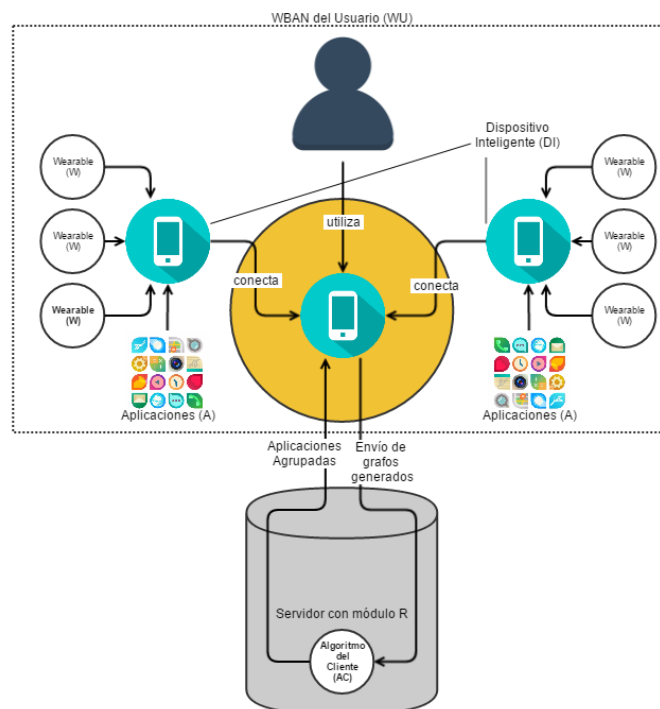 WBAN del Usuario (WU)
Dispositivo
Inteligente (DI)
Wearable
(W)
Wearable
(W)
Wearable
(W)
Wearable
(W)
Wearable
(W)
Wearable
(W)
utiliza
conecta
conecta
Aplicaciones (A)
Aplicaciones (A)
Aplicaciones
Agrupadas
Envío de
grafos
generados
Servidor con módulo R
Algoritmo
del
Cliente
(AC)